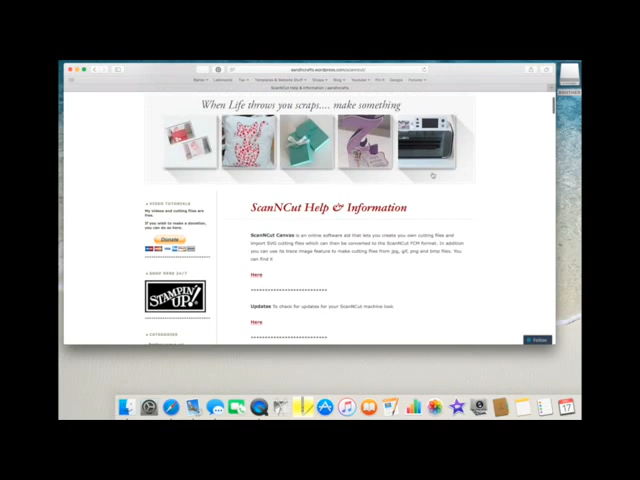 aandhcrafts.wordpress.com/scanncut/
Templates & Website Stuff
ScanNCut Help & Information | aandhcrafts
When Life throws you scraps.... make something
VIDEO TUTORIALS
My videos and cutting files are
free.
If you wish to make a donation,
you can do so here.
Donate
SHOP HERE 24/7
STAMPIN' UP!
CATEGORIES
ScanNCut Help & Information
ScanNCut Canvas is an online software aid that lets you create you own cutting files and
import SVG cutting files which can then be converted to the ScanNCut FCM format. In addition
you can use its trace image feature to make cutting files from jpg, gif, png and bmp files. You
can find it
Here
Updates To check for updates for your ScanNCut machine look
Here
Follow
BROTHER
17